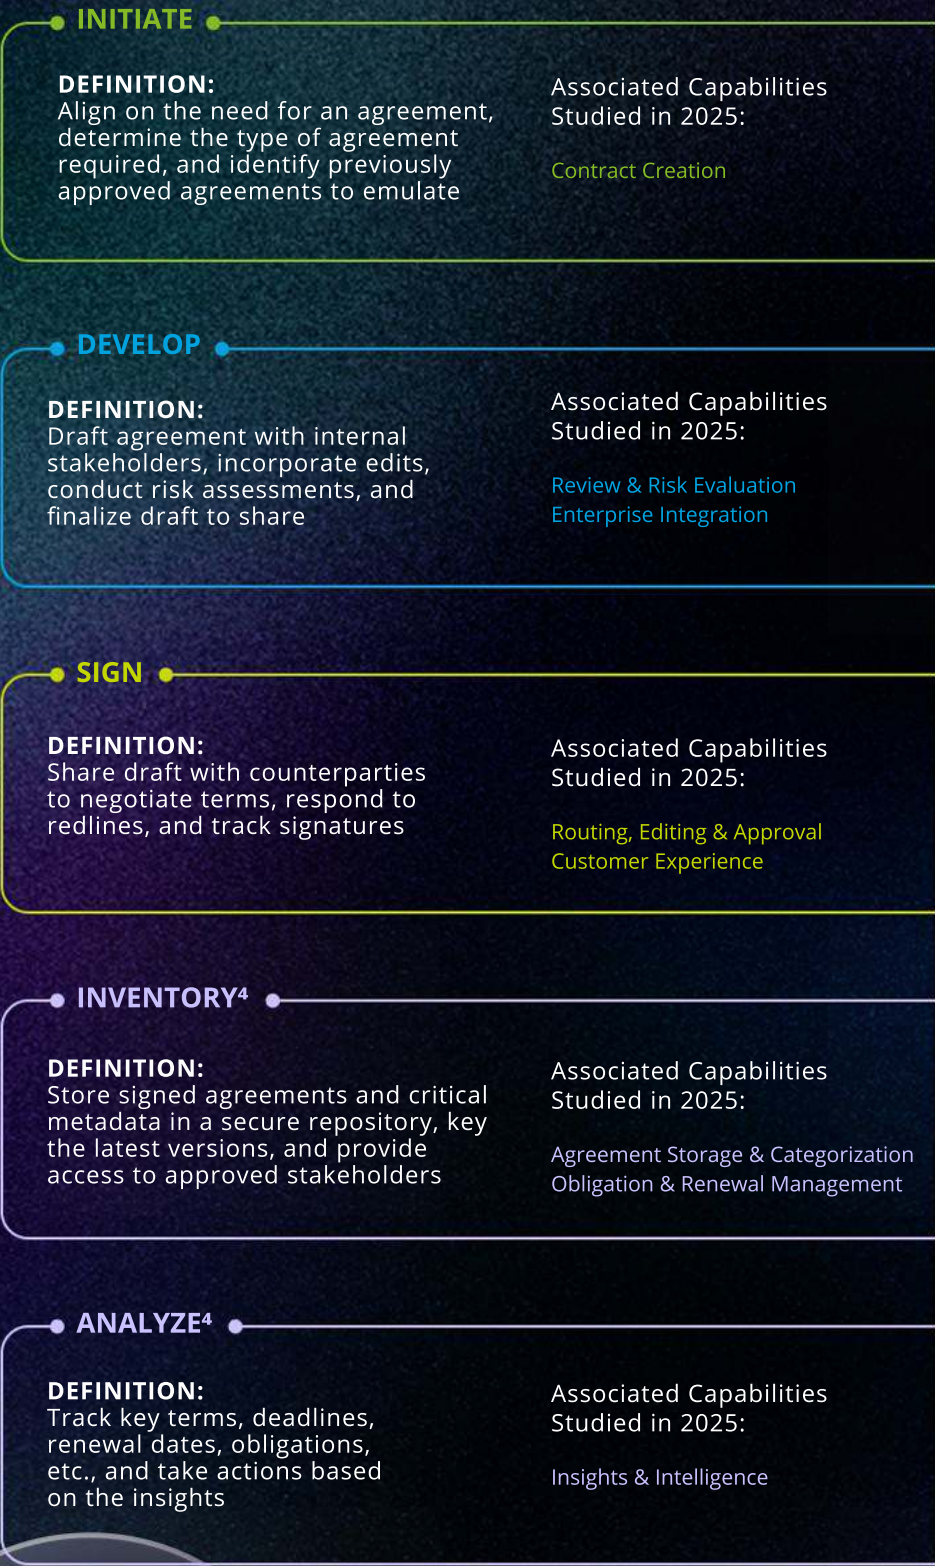 INITIATE
DEFINITION:
Align on the need for an agreement,
determine the type of agreement
required, and identify previously
approved agreements to emulate
Associated Capabilities
Studied in 2025:
Contract Creation
DEVELOP
DEFINITION:
Draft agreement with internal
stakeholders, incorporate edits,
conduct risk assessments, and
finalize draft to share
Associated Capabilities
Studied in 2025:
Review & Risk Evaluation
Enterprise Integration
SIGN
DEFINITION:
Share draft with counterparties
to negotiate terms, respond to
redlines, and track signatures
Associated Capabilities
Studied in 2025:
Routing, Editing & Approval
Customer Experience
INVENTORY⁴
DEFINITION:
Store signed agreements and critical
metadata in a secure repository, key
the latest versions, and provide
access to approved stakeholders
Associated Capabilities
Studied in 2025:
Agreement Storage & Categorization
Obligation & Renewal Management
ANALYZE⁴
DEFINITION:
Track key terms, deadlines,
renewal dates, obligations,
etc., and take actions based
on the insights
Associated Capabilities
Studied in 2025:
Insights & Intelligence